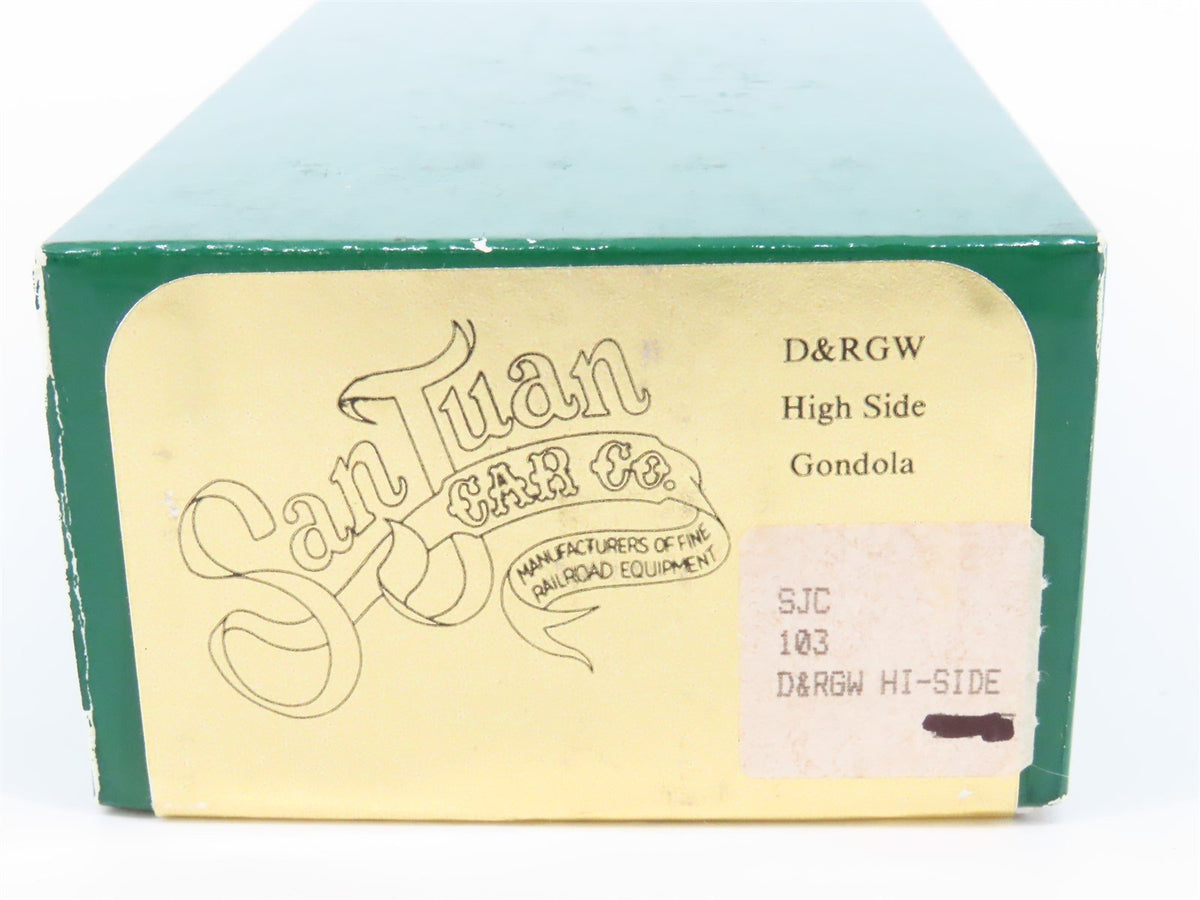 San Juan
CAR Co.
MANUFACTURERS OF FINE
RAILROAD EQUIPMENT
D&RGW
High Side
Gondola
SJC
103
D&RGW HI-SIDE